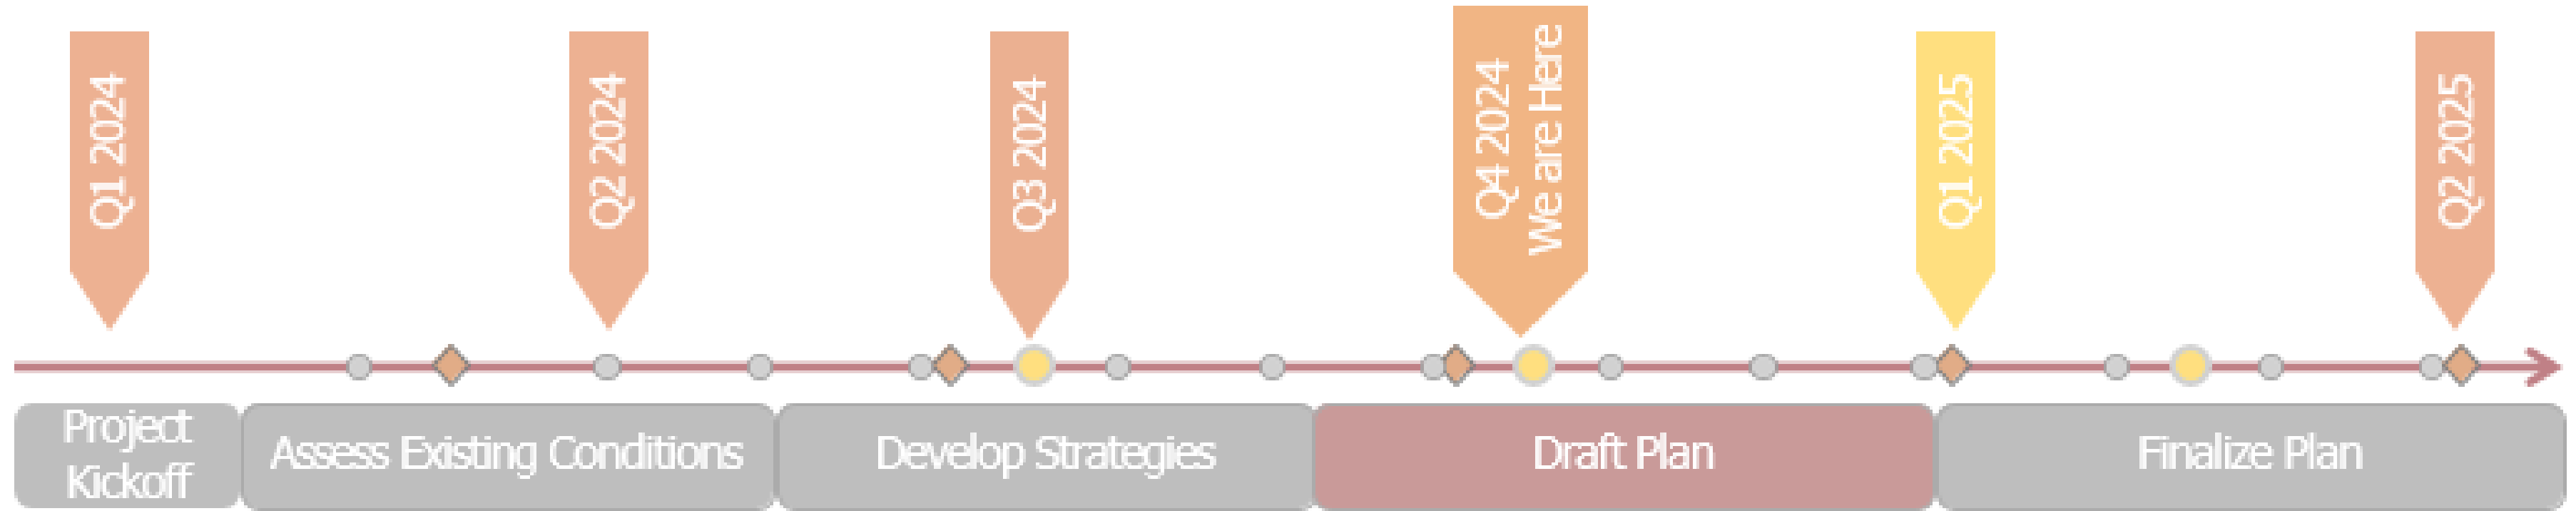 Q1 2024
Q2 2024
Q3 2024
Q4 2024
We are Here
Q1 2025
Q2 2025
Project
Kickoff
Assess Existing Conditions
Develop Strategies
Draft Plan
Finalize Plan